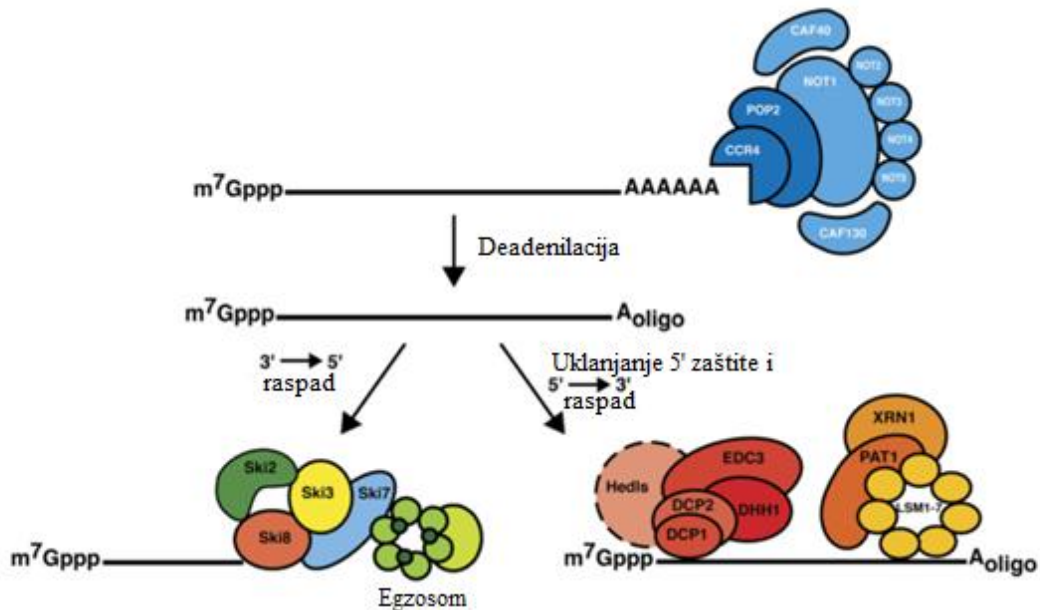 CAF40
NOT2
NOT1
NOT3
POP2
CCR4
NOT4
NOT5
m⁷Gppp AAAAAA
CAF130
Deadenilacija
m⁷Gppp Aoligo
3' → 5'
raspad
Uklanjanje 5' zaštite i
5' → 3'
raspad
Ski2
Ski3
Ski7
Ski8
m⁷Gppp
Egzosom
XRN1
EDC3
PAT1
Hedls
DCP2
DHH1
LSM1-7
DCP1
m⁷Gppp Aoligo